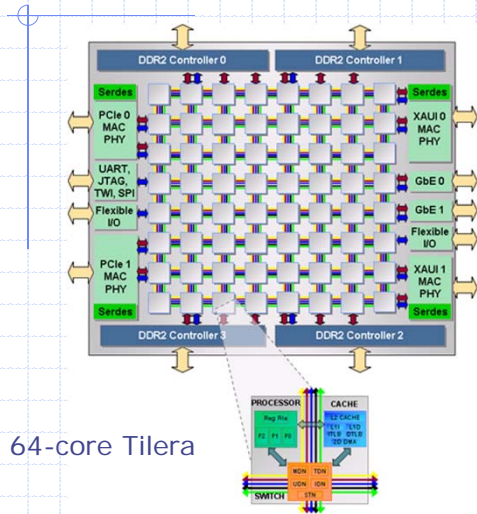 DDR2 Controller 0
DDR2 Controller 1
Serdes
PCIe 0
MAC
PHY
UART,
JTAG,
TWI, SPI
Flexible
I/O
PCIe 1
MAC
PHY
Serdes
Serdes
XAUI 0
MAC
PHY
GbE 0
GbE 1
Flexible
I/O
XAUI 1
MAC
PHY
Serdes
DDR2 Controller 3
DDR2 Controller 2
PROCESSOR
Reg File
P2 P1 P0
CACHE
L2 CACHE
2D DMA
MDN TDN
UDN IDN
STN
SWITCH
64-core Tilera